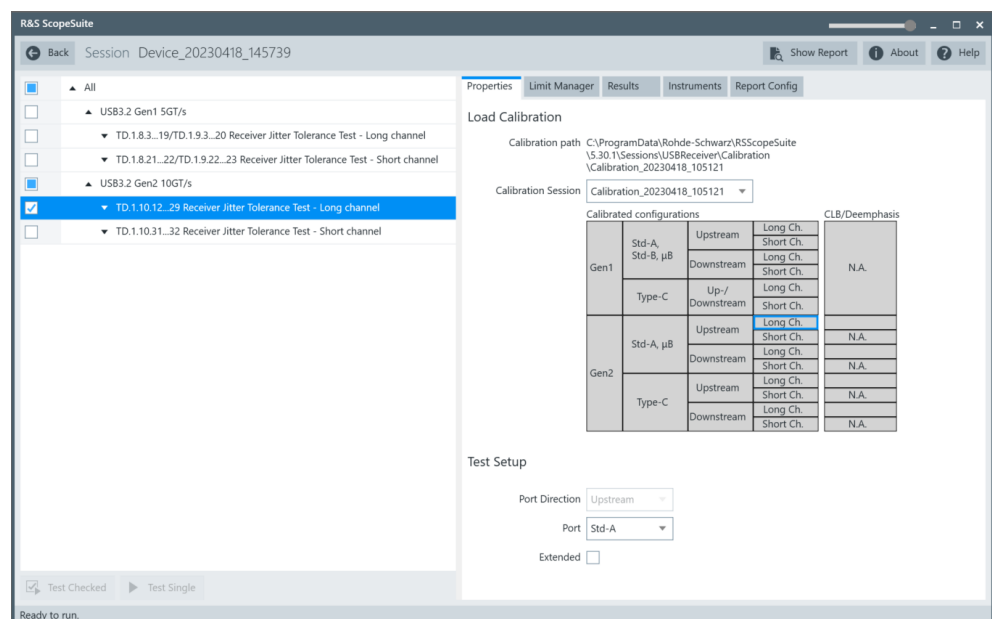 R&S ScopeSuite
Back Session Device_20230418_145739 Show Report About Help
All
USB3.2 Gen1 5GT/s
TD.1.8.3...19/TD.1.9.3...20 Receiver Jitter Tolerance Test - Long channel
TD.1.8.21...22/TD.1.9.22...23 Receiver Jitter Tolerance Test - Short channel
USB3.2 Gen2 10GT/s
TD.1.10.12...29 Receiver Jitter Tolerance Test - Long channel
TD.1.10.31...32 Receiver Jitter Tolerance Test - Short channel
Test Checked Test Single
Properties Limit Manager Results Instruments Report Config
Load Calibration
Calibration path C:\ProgramData\Rohde-Schwarz\RSScopeSuite
\5.30.1\Sessions\USBReceiver\Calibration
\Calibration_20230418_105121
Calibration Session Calibration_20230418_105121
Calibrated configurations CLB/Deemphasis
Gen1
Std-A,
Std-B, µB
Upstream
Long Ch.
Short Ch.
Downstream
Long Ch.
Short Ch.
N.A.
Type-C
Up-/
Downstream
Long Ch.
Short Ch.
Gen2
Std-A, µB
Upstream
Long Ch.
Short Ch. N.A.
Downstream
Long Ch.
Short Ch. N.A.
Type-C
Upstream
Long Ch.
Short Ch. N.A.
Downstream
Long Ch.
Short Ch. N.A.
Test Setup
Port Direction Upstream
Port Std-A
Extended
Ready to run.